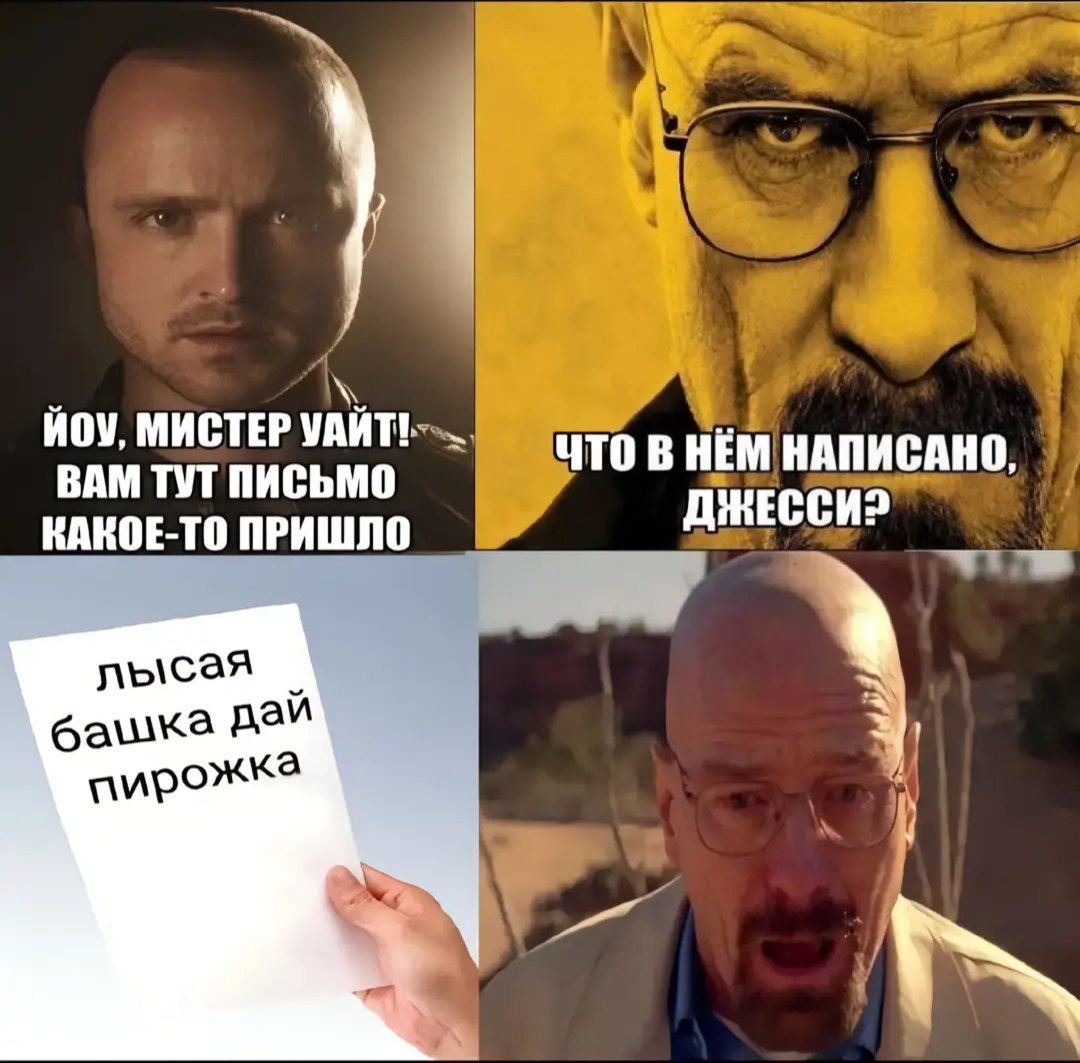 ЙОУ, МИСТЕР УАЙТ!
ВАМ ТУТ ПИСЬМО
КАКОЕ-ТО ПРИШЛО
ЧТО В НЁМ НАПИСАНО,
ДЖЕССИ?
лысая
башка дай
пирожка